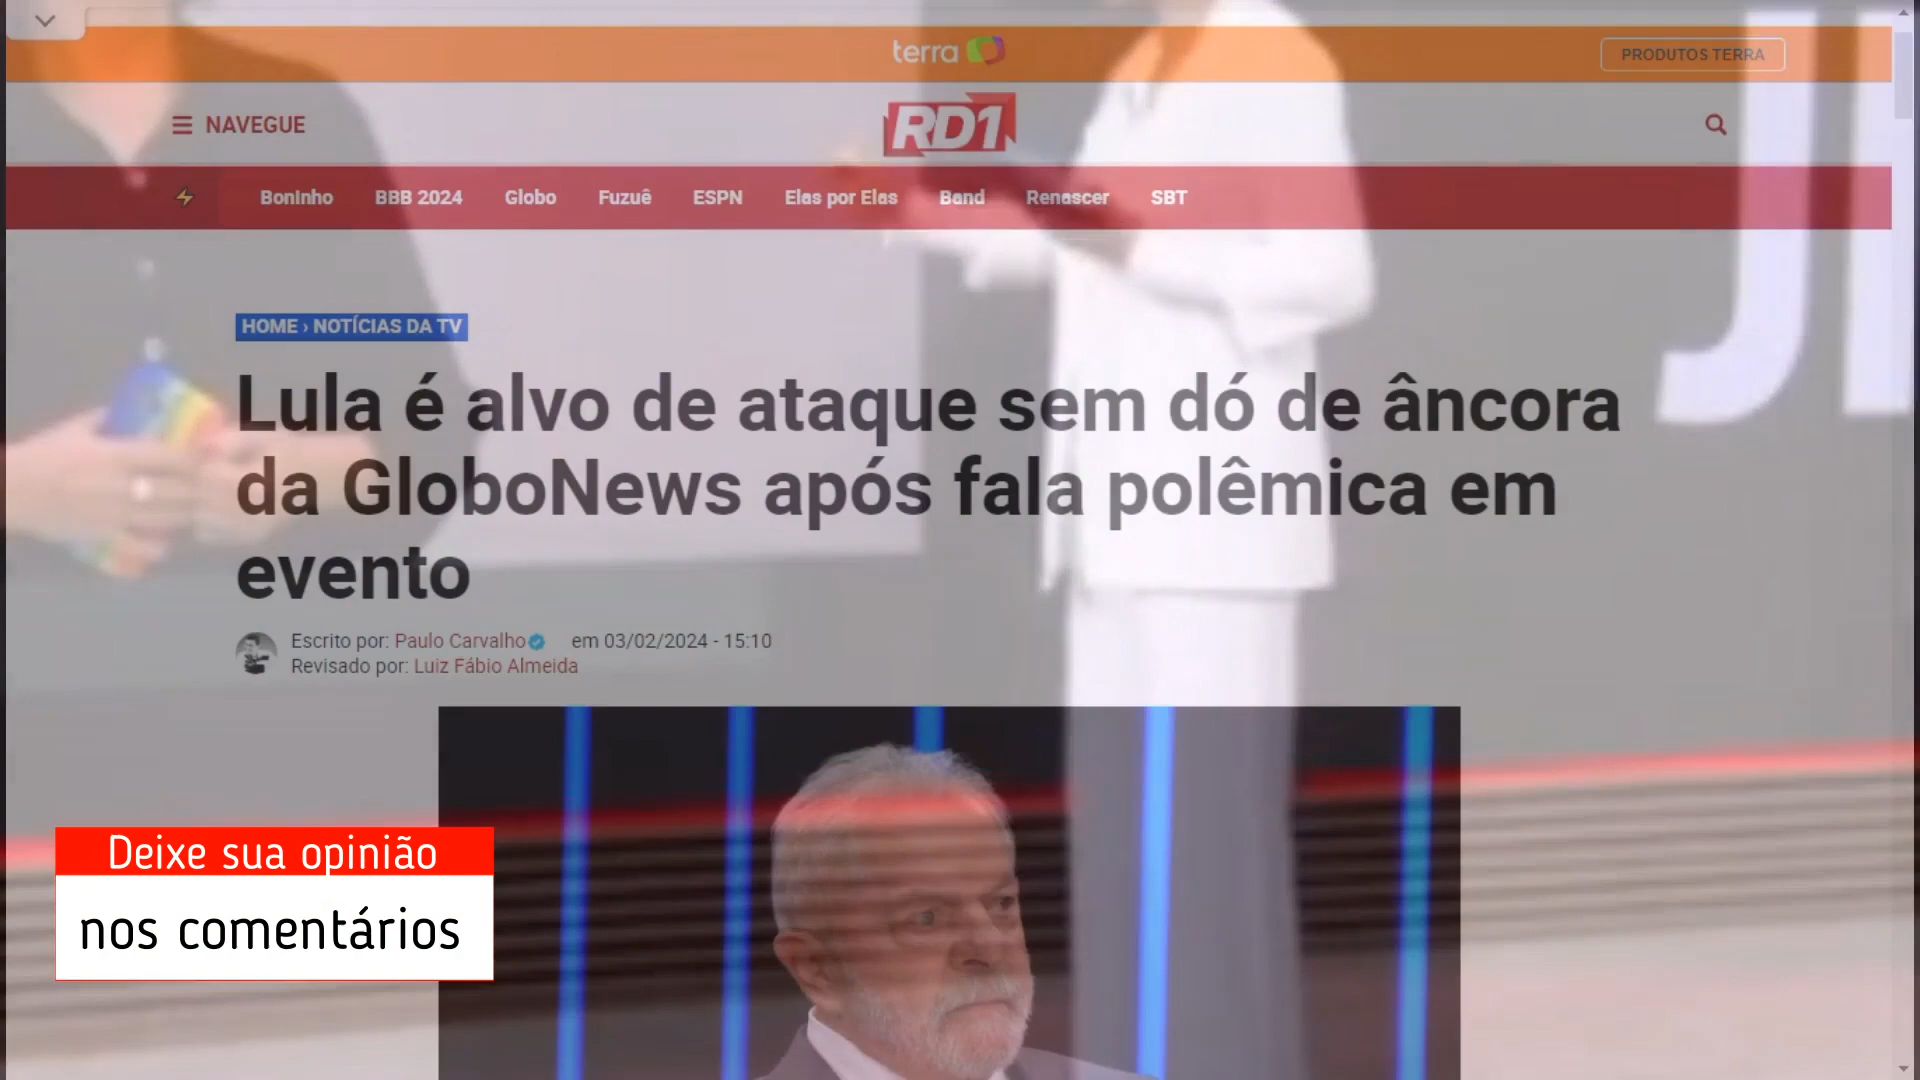 terra
PRODUTOS TERRA
NAVEGUE
RD1
Boninho BBB 2024 Globo Fuzuê ESPN Elas por Elas Band Renascer SBT
HOME › NOTÍCIAS DA TV
Lula é alvo de ataque sem dó de âncora
da GloboNews após fala polêmica em
evento
Escrito por: Paulo Carvalho em 03/02/2024 - 15:10
Revisado por: Luiz Fábio Almeida
Deixe sua opinião
nos comentários